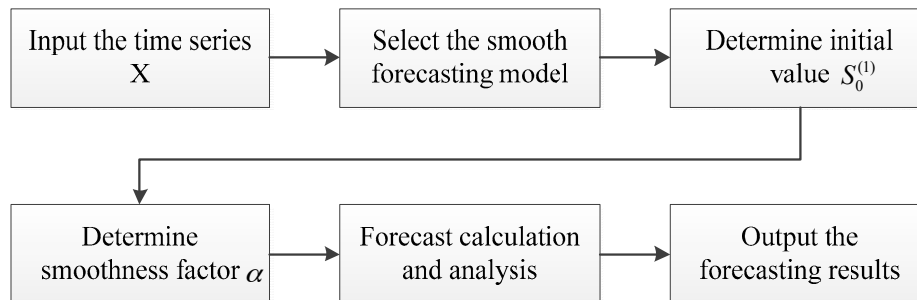 Input the time series
X
Select the smooth
forecasting model
Determine initial
value $S_0^{(1)}$
Determine
smoothness factor α
Forecast calculation
and analysis
Output the
forecasting results